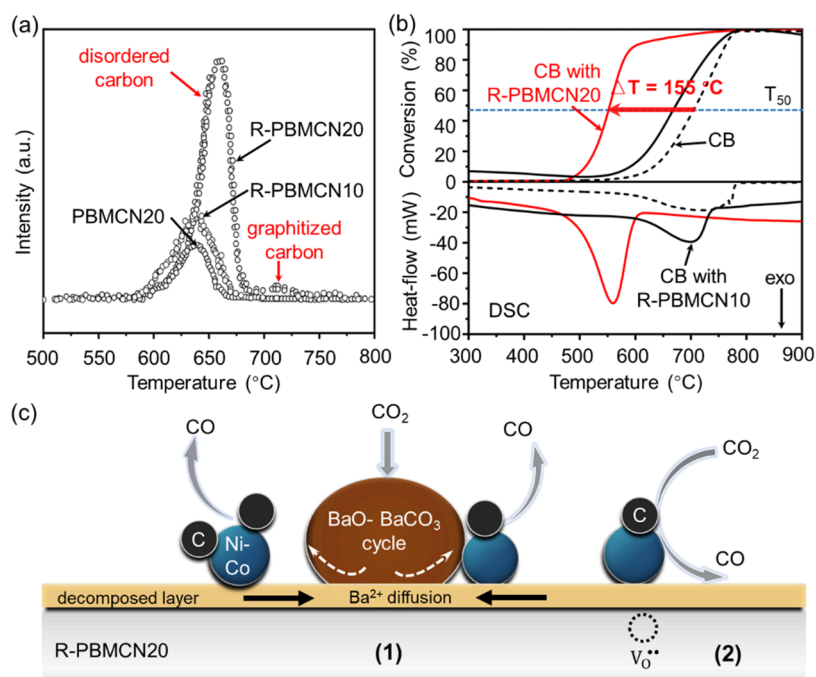 (a)
disordered
carbon
R-PBMCN20
R-PBMCN10
PBMCN20
graphitized
carbon
Intensity (a.u.)
500 550 600 650 700 750 800
Temperature (°C)
(b)
Conversion (%)
100
80
60
40
20
0
CB with
R-PBMCN20
△T = 155 °C
T50
CB
Heat-flow (mW)
-20
-40
-60
-80
-100
CB with
R-PBMCN10
exo
DSC
300 400 500 600 700 800 900
Temperature (°C)
(c)
CO
CO2
CO
CO2
C
Ni-
Co
BaO- BaCO3
cycle
C
CO
decomposed layer
Ba2+ diffusion
R-PBMCN20
(1)
VO••
(2)